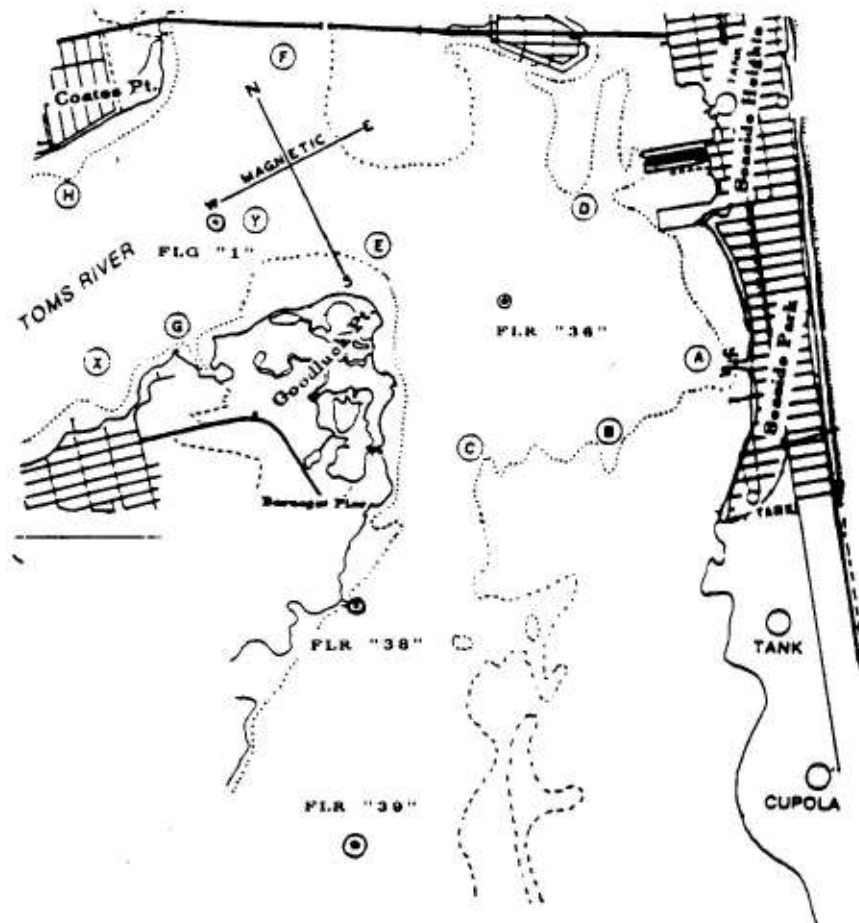 F
Coates Pt.
TANK
Seaside Heights
N
E
MAGNETIC
W
S
H
Y
D
FLG "1"
E
TOMS RIVER
FLR "36"
G
Goodluck Pt.
A
Seaside Park
X
B
C
Barnegat Pier
TANK
FLR "38"
TANK
FLR "39"
CUPOLA